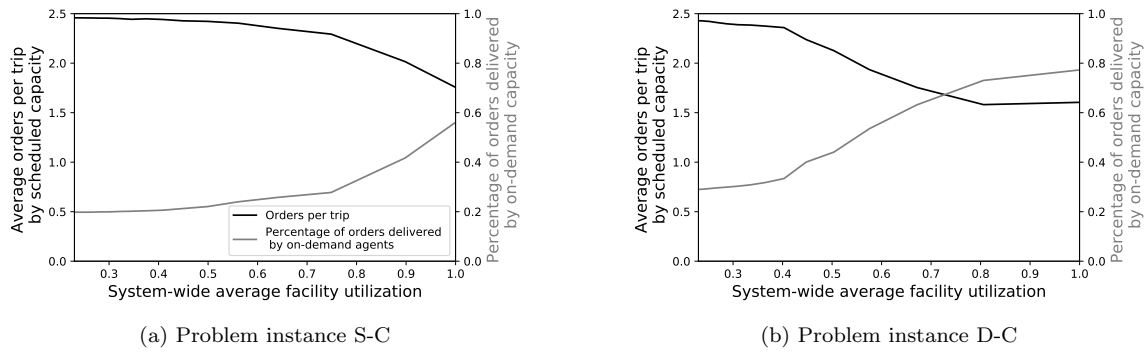 2.5
2.0
1.5
1.0
0.5
0.0
Average orders per trip
by scheduled capacity
1.0
0.8
0.6
0.4
0.2
0.0
Percentage of orders delivered
by on-demand capacity
Orders per trip
Percentage of orders delivered
by on-demand agents
0.3 0.4 0.5 0.6 0.7 0.8 0.9 1.0
System-wide average facility utilization
(a) Problem instance S-C
2.5
2.0
1.5
1.0
0.5
0.0
Average orders per trip
by scheduled capacity
1.0
0.8
0.6
0.4
0.2
0.0
Percentage of orders delivered
by on-demand capacity
0.3 0.4 0.5 0.6 0.7 0.8 0.9 1.0
System-wide average facility utilization
(b) Problem instance D-C